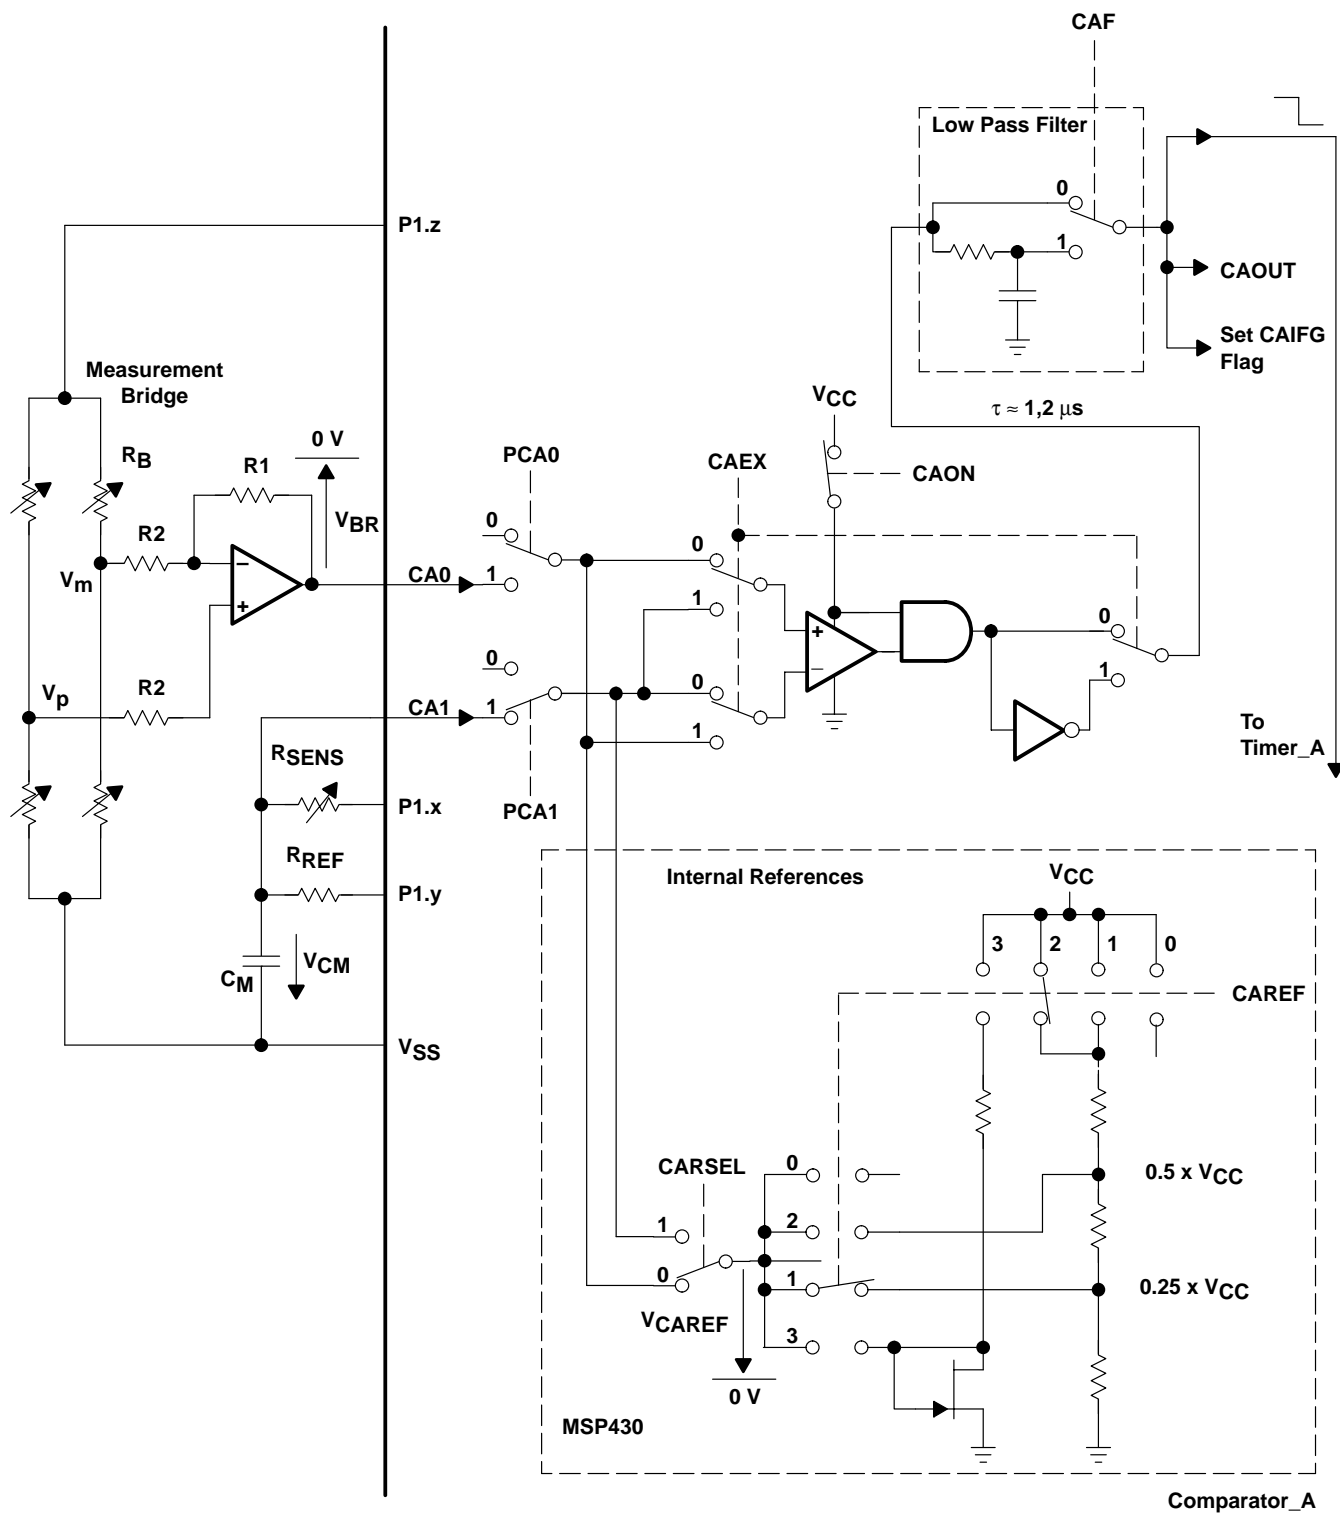 CAF
Low Pass Filter
0
1
P1.z
CAOUT
Set CAIFG
Flag
Measurement
Bridge
VCC
τ ≈ 1,2 μs
0 V
RB
R1
PCA0
CAEX
CAON
VBR
R2
0
0
Vm
CA0
1
1
+
–
–
+
0
1
0
0
Vp
R2
CA1
1
1
To
Timer_A
RSENS
P1.x
PCA1
RREF
P1.y
Internal References
VCC
3
2
1
0
VCM
CM
CAREF
VSS
CARSEL
0
0.5 x VCC
1
2
0
1
0.25 x VCC
VCAREF
3
0 V
MSP430
Comparator_A